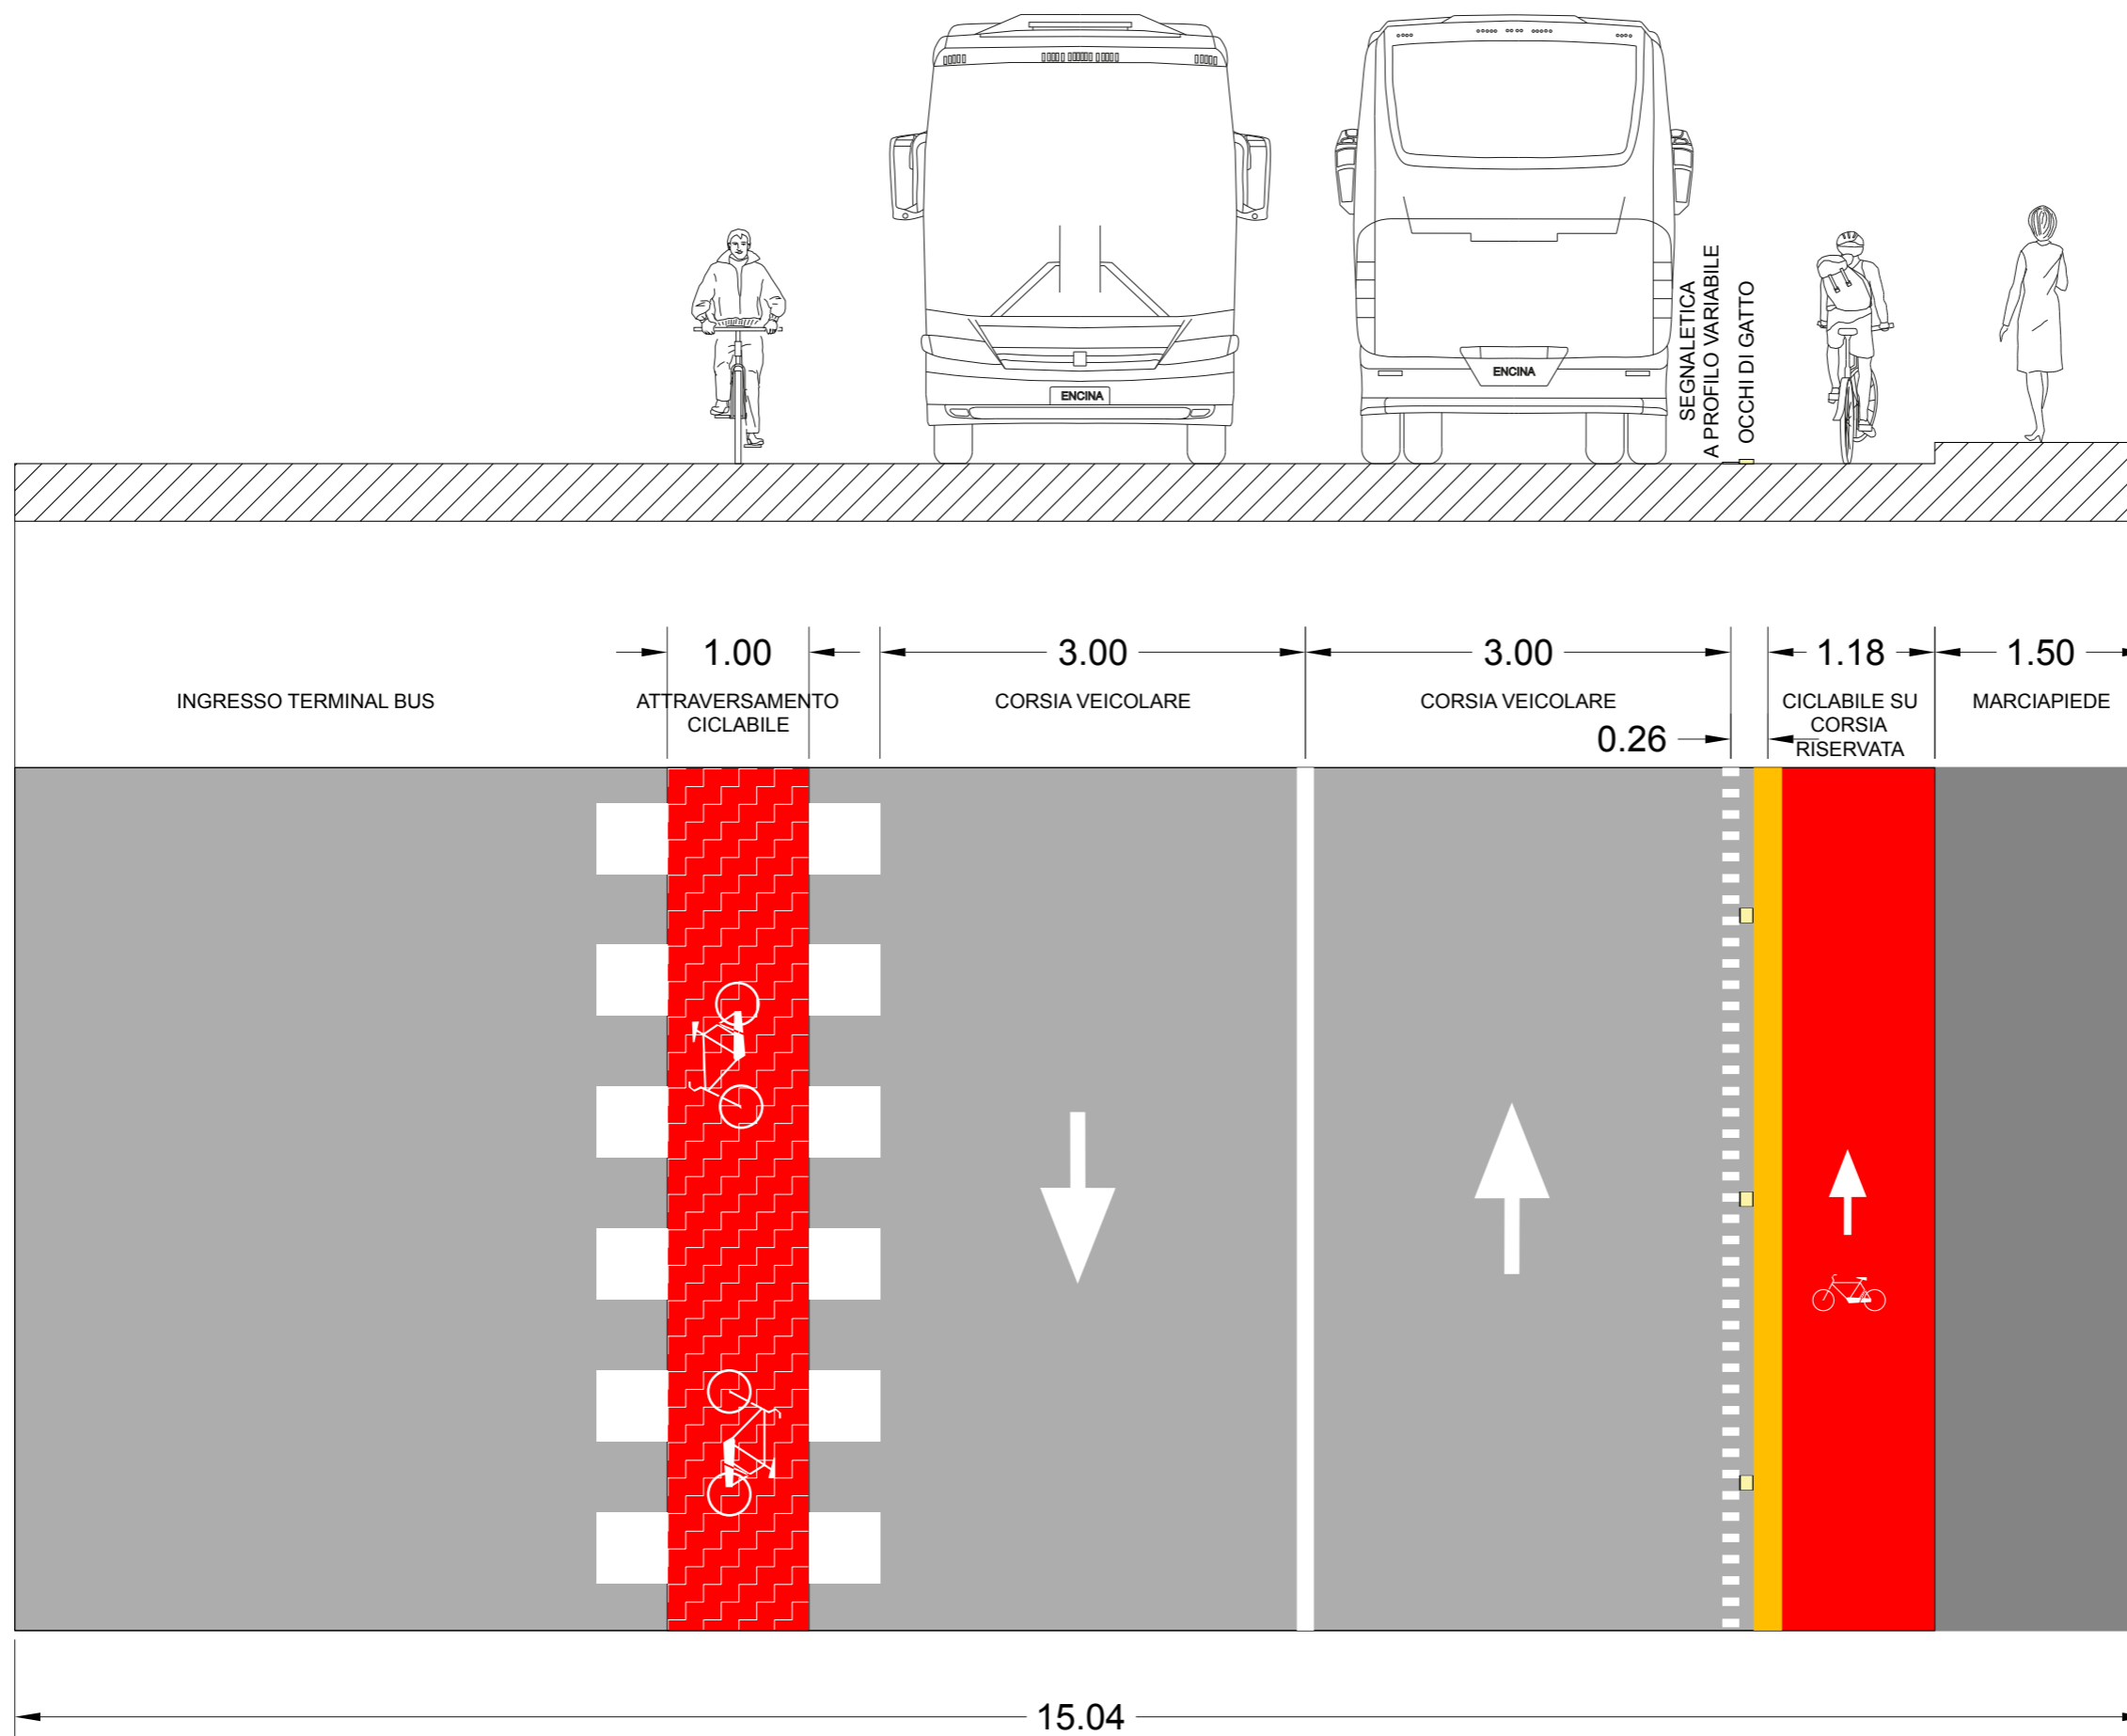 ENCINA
ENCINA
SEGNALETICA
A PROFILO VARIABILE
OCCHI DI GATTO
1.00
3.00
3.00
1.18
1.50
INGRESSO TERMINAL BUS
ATTRAVERSAMENTO
CICLABILE
CORSIA VEICOLARE
CORSIA VEICOLARE
CICLABILE SU
CORSIA
RISERVATA
MARCIAPIEDE
0.26
15.04